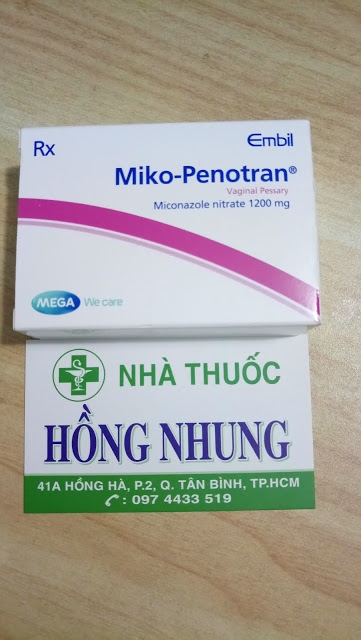 Rx
Embil
Miko-Penotran®
Vaginal Pessary
Miconazole nitrate 1200 mg
MEGA We care
NHÀ THUỐC
HỒNG NHUNG
41A HỒNG HÀ, P.2, Q. TÂN BÌNH, TP.HCM
: 097 4433 519